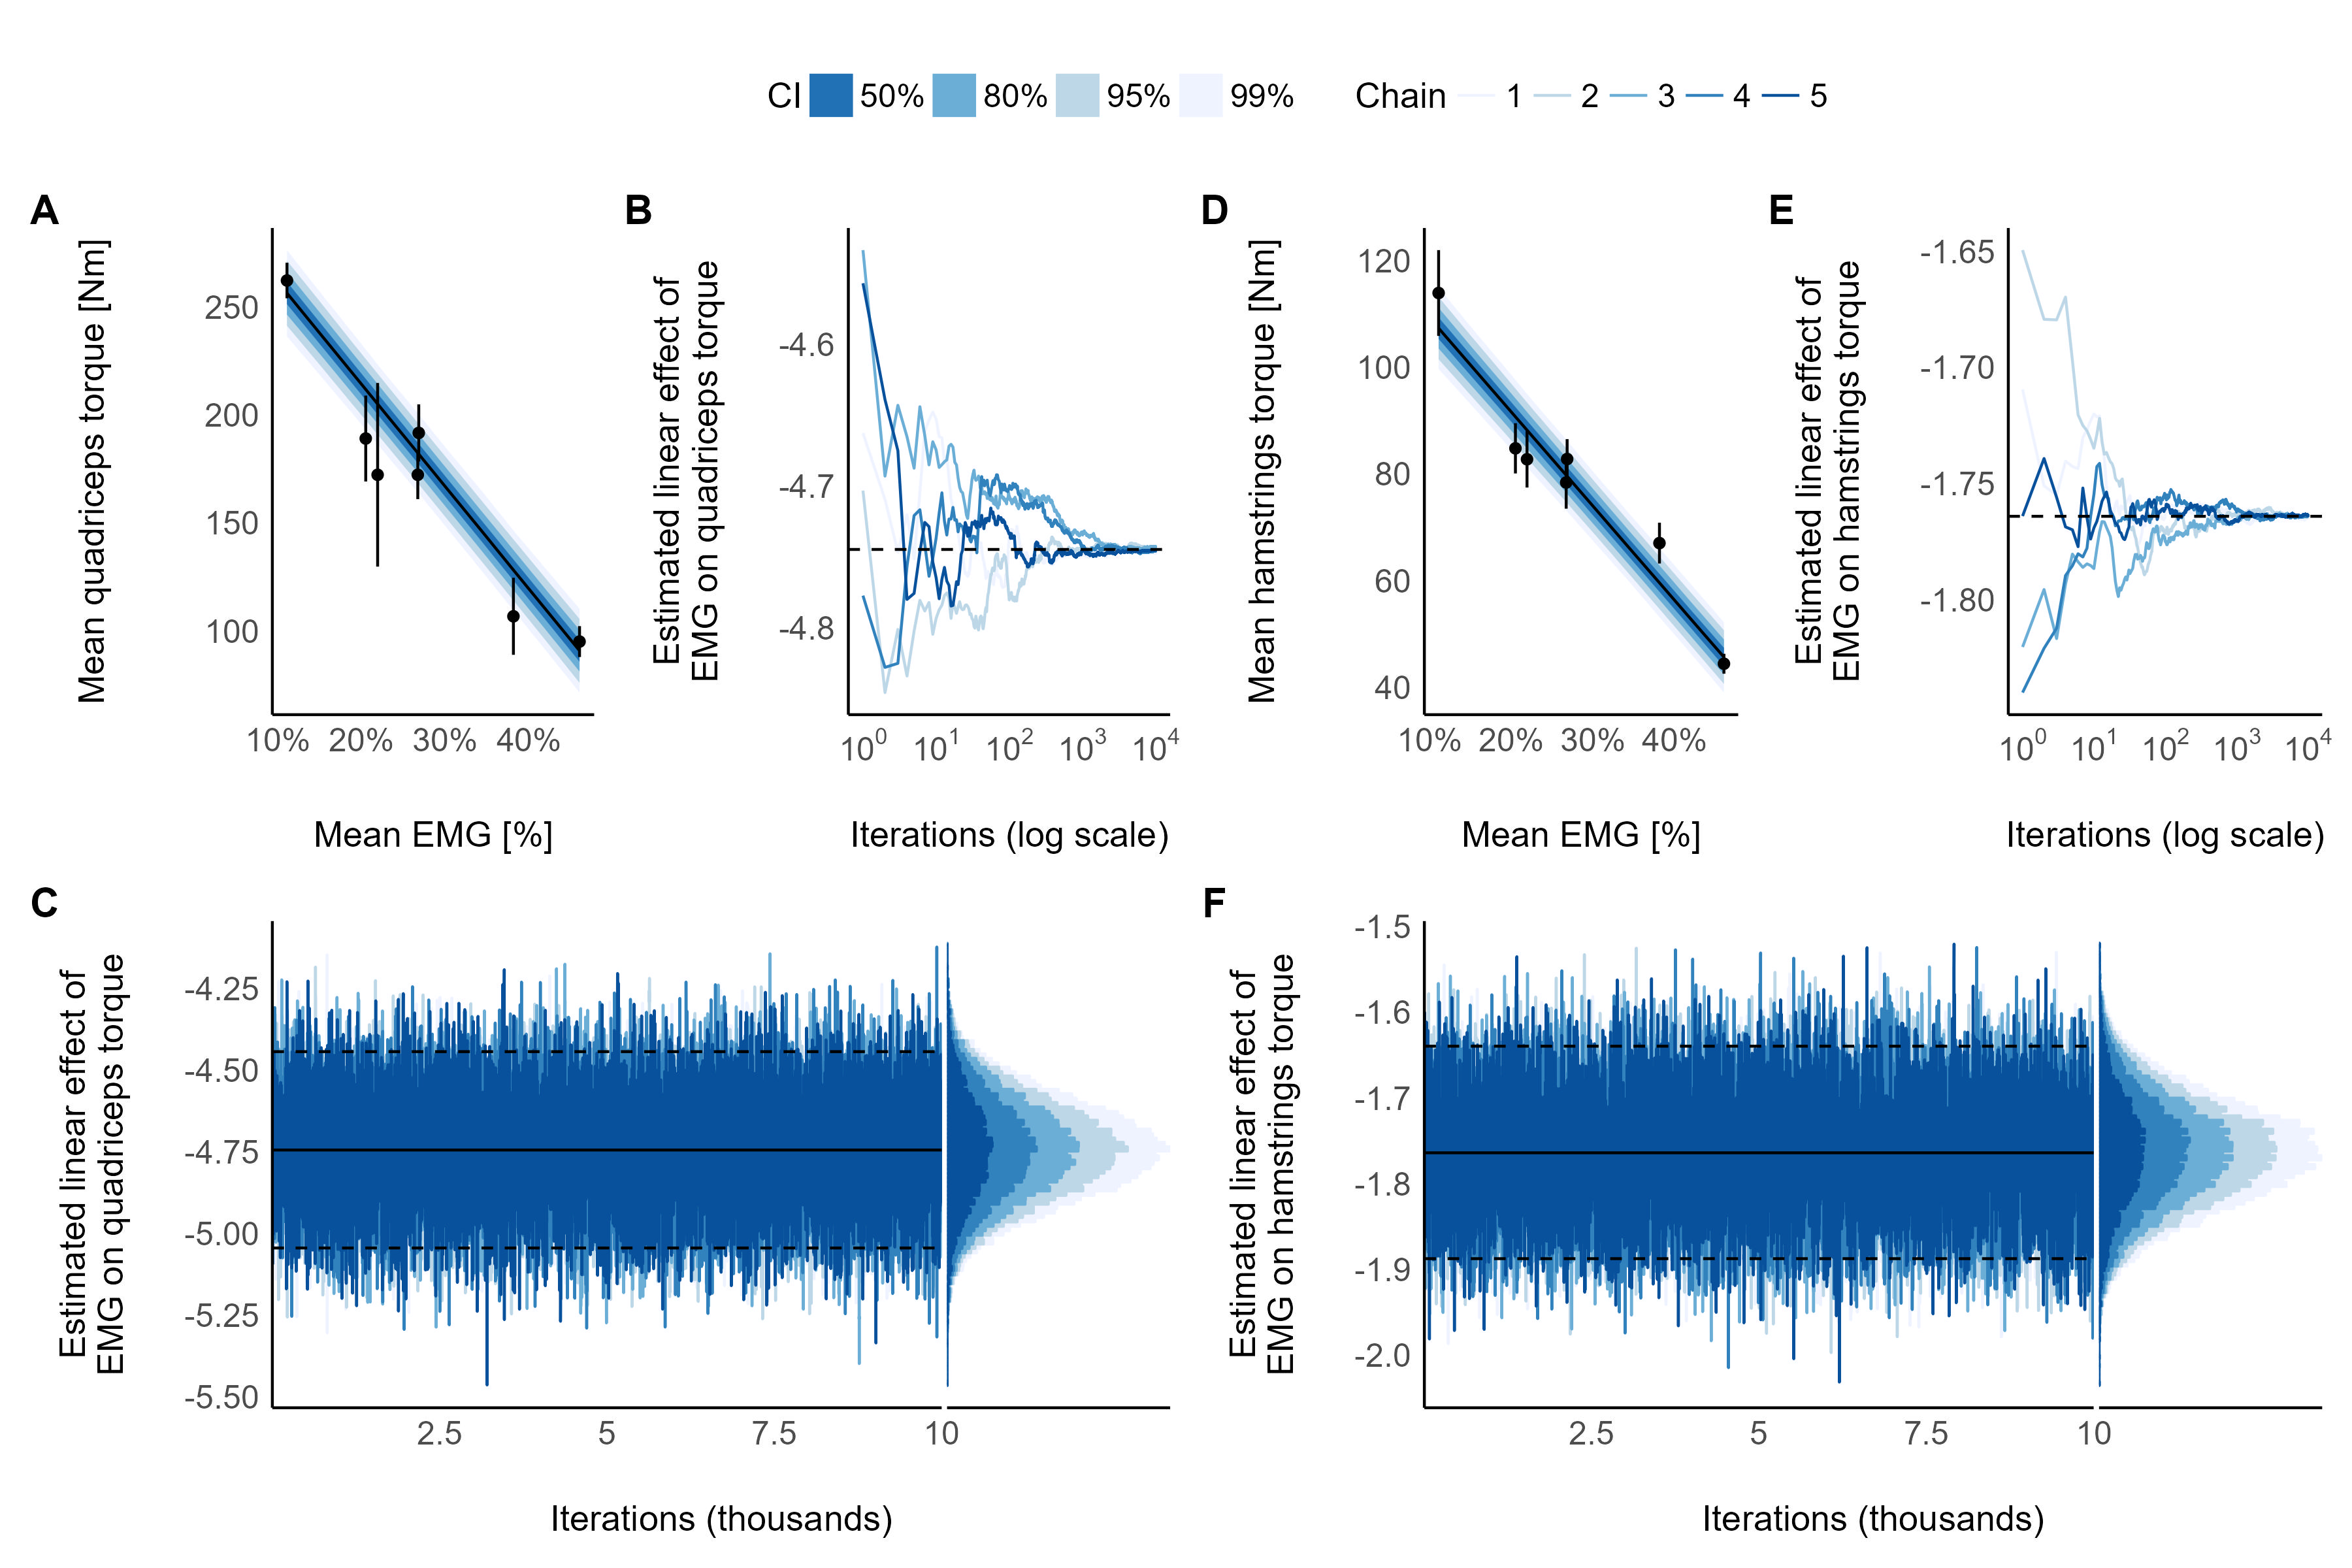 CI 50% 80% 95% 99% Chain 1 2 3 4 5
A
Mean quadriceps torque [Nm]
250
200
150
100
10% 20% 30% 40%
Mean EMG [%]
B
Estimated linear effect of
EMG on quadriceps torque
-4.6
-4.7
-4.8
10^0 10^1 10^2 10^3 10^4
Iterations (log scale)
D
Mean hamstrings torque [Nm]
120
100
80
60
40
10% 20% 30% 40%
Mean EMG [%]
E
Estimated linear effect of
EMG on hamstrings torque
-1.65
-1.70
-1.75
-1.80
10^0 10^1 10^2 10^3 10^4
Iterations (log scale)
C
Estimated linear effect of
EMG on quadriceps torque
-4.25
-4.50
-4.75
-5.00
-5.25
-5.50
2.5 5 7.5 10
Iterations (thousands)
F
Estimated linear effect of
EMG on hamstrings torque
-1.5
-1.6
-1.7
-1.8
-1.9
-2.0
2.5 5 7.5 10
Iterations (thousands)